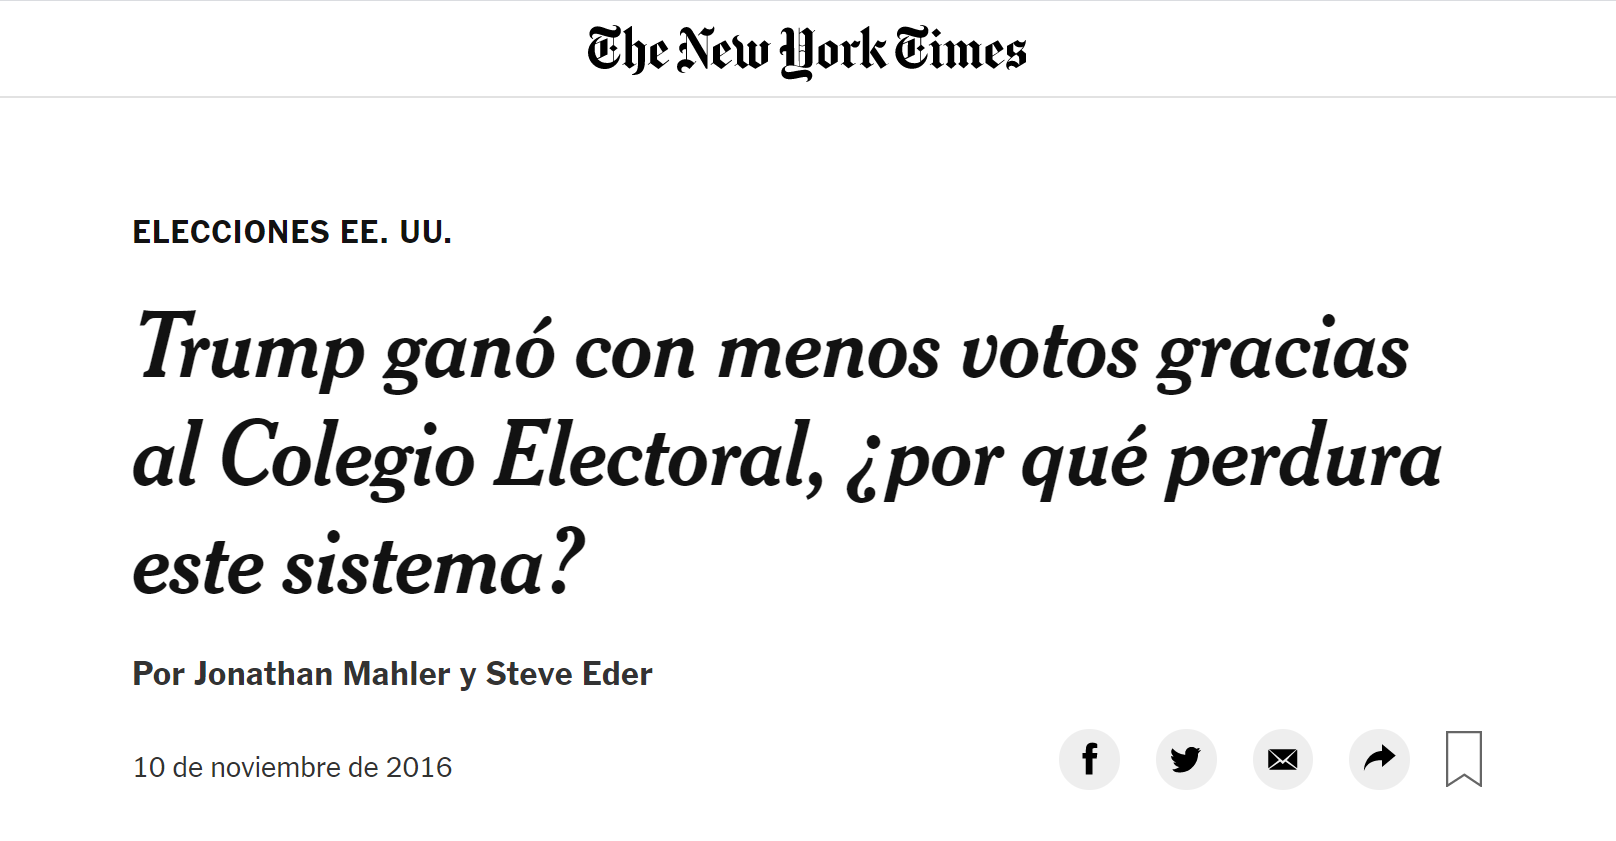 The New York Times
ELECCIONES EE. UU.
Trump ganó con menos votos gracias
al Colegio Electoral, ¿por qué perdura
este sistema?
Por Jonathan Mahler y Steve Eder
10 de noviembre de 2016